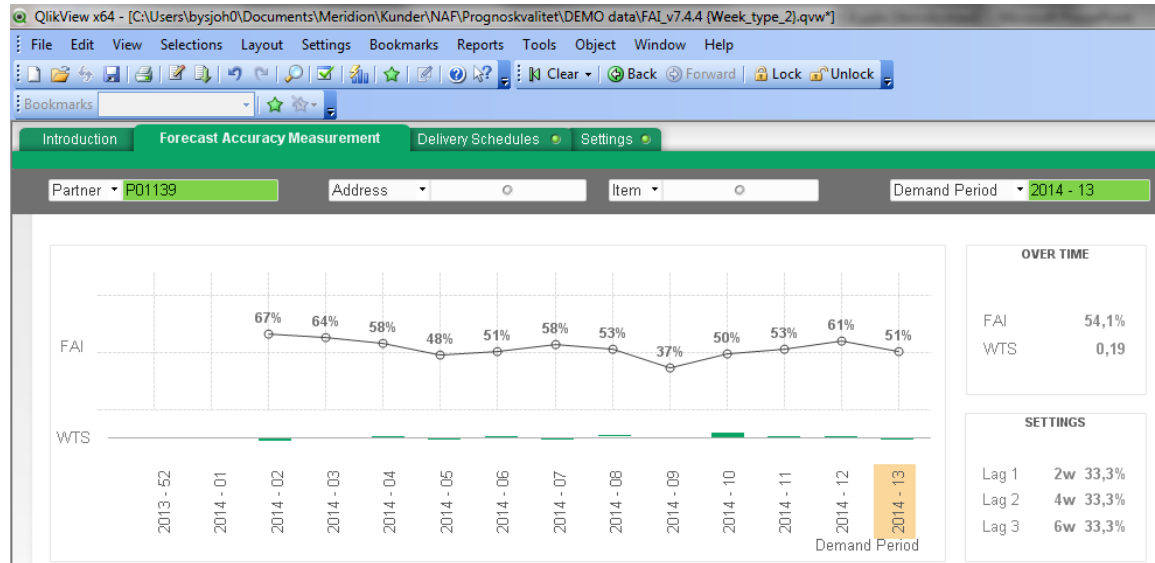 QlikView x64 - [C:\Users\bysjoh0\Documents\Meridion\Kunder\NAF\Prognoskvalitet\DEMO data\FAI_v7.4.4 {Week_type_2}.qvw*]
File Edit View Selections Layout Settings Bookmarks Reports Tools Object Window Help
Clear Back Forward Lock Unlock
Bookmarks
Introduction Forecast Accuracy Measurement Delivery Schedules Settings
Partner P01139 Address Item Demand Period 2014 - 13
OVER TIME
FAI 54,1%
WTS 0,19
67% 64% 58% 48% 51% 58% 53% 37% 50% 53% 61% 51%
FAI
WTS
2013 - 52 2014 - 01 2014 - 02 2014 - 03 2014 - 04 2014 - 05 2014 - 06 2014 - 07 2014 - 08 2014 - 09 2014 - 10 2014 - 11 2014 - 12 2014 - 13
Demand Period
SETTINGS
Lag 1 2w 33,3%
Lag 2 4w 33,3%
Lag 3 6w 33,3%